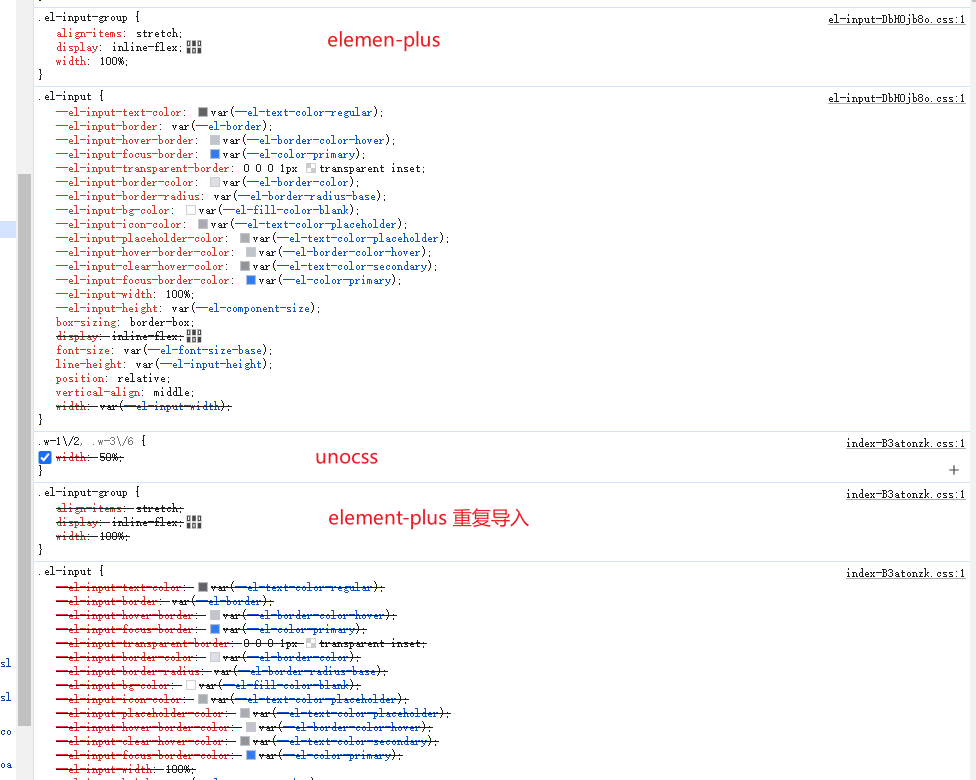 .el-input-group {
el-input-DbHOjb8o.css:1
align-items: stretch;
display: inline-flex;
width: 100%;
}
elemen-plus
.el-input {
el-input-DbHOjb8o.css:1
--el-input-text-color: var(--el-text-color-regular);
--el-input-border: var(--el-border);
--el-input-hover-border: var(--el-border-color-hover);
--el-input-focus-border: var(--el-color-primary);
--el-input-transparent-border: 0 0 0 1px transparent inset;
--el-input-border-color: var(--el-border-color);
--el-input-border-radius: var(--el-border-radius-base);
--el-input-bg-color: var(--el-fill-color-blank);
--el-input-icon-color: var(--el-text-color-placeholder);
--el-input-placeholder-color: var(--el-text-color-placeholder);
--el-input-hover-border-color: var(--el-border-color-hover);
--el-input-clear-hover-color: var(--el-text-color-secondary);
--el-input-focus-border-color: var(--el-color-primary);
--el-input-width: 100%;
--el-input-height: var(--el-component-size);
box-sizing: border-box;
display: inline-flex;
font-size: var(--el-font-size-base);
line-height: var(--el-input-height);
position: relative;
vertical-align: middle;
width: var(--el-input-width);
}
.w-1\/2, .w-3\/6 {
index-B3atonzk.css:1
width: 50%;
}
unocss
.el-input-group {
index-B3atonzk.css:1
align-items: stretch;
display: inline-flex;
width: 100%;
}
element-plus 重复导入
.el-input {
index-B3atonzk.css:1
--el-input-text-color: var(--el-text-color-regular);
--el-input-border: var(--el-border);
--el-input-hover-border: var(--el-border-color-hover);
--el-input-focus-border: var(--el-color-primary);
--el-input-transparent-border: 0 0 0 1px transparent inset;
--el-input-border-color: var(--el-border-color);
--el-input-border-radius: var(--el-border-radius-base);
--el-input-bg-color: var(--el-fill-color-blank);
--el-input-icon-color: var(--el-text-color-placeholder);
--el-input-placeholder-color: var(--el-text-color-placeholder);
--el-input-hover-border-color: var(--el-border-color-hover);
--el-input-clear-hover-color: var(--el-text-color-secondary);
--el-input-focus-border-color: var(--el-color-primary);
--el-input-width: 100%;
sl
sl
co
oa